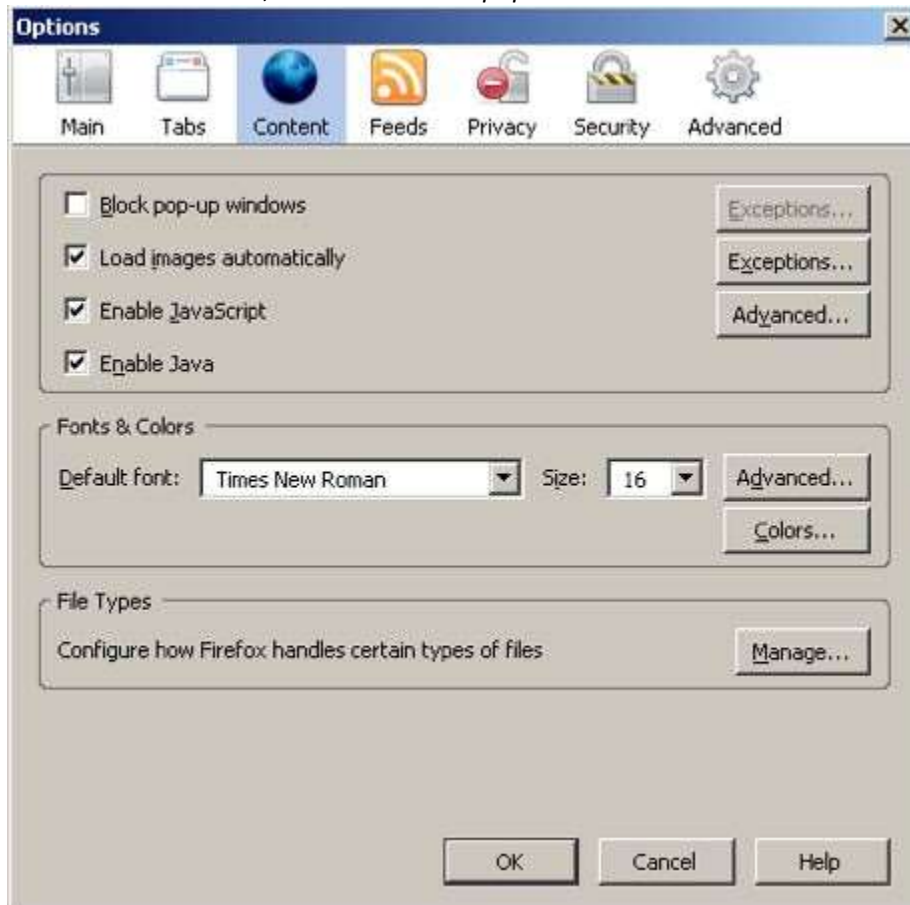 Options
Main Tabs Content Feeds Privacy Security Advanced
Block pop-up windows Exceptions...
Load images automatically Exceptions...
Enable JavaScript Advanced...
Enable Java
Fonts & Colors
Default font: Times New Roman Size: 16 Advanced...
Colors...
File Types
Configure how Firefox handles certain types of files Manage...
OK Cancel Help